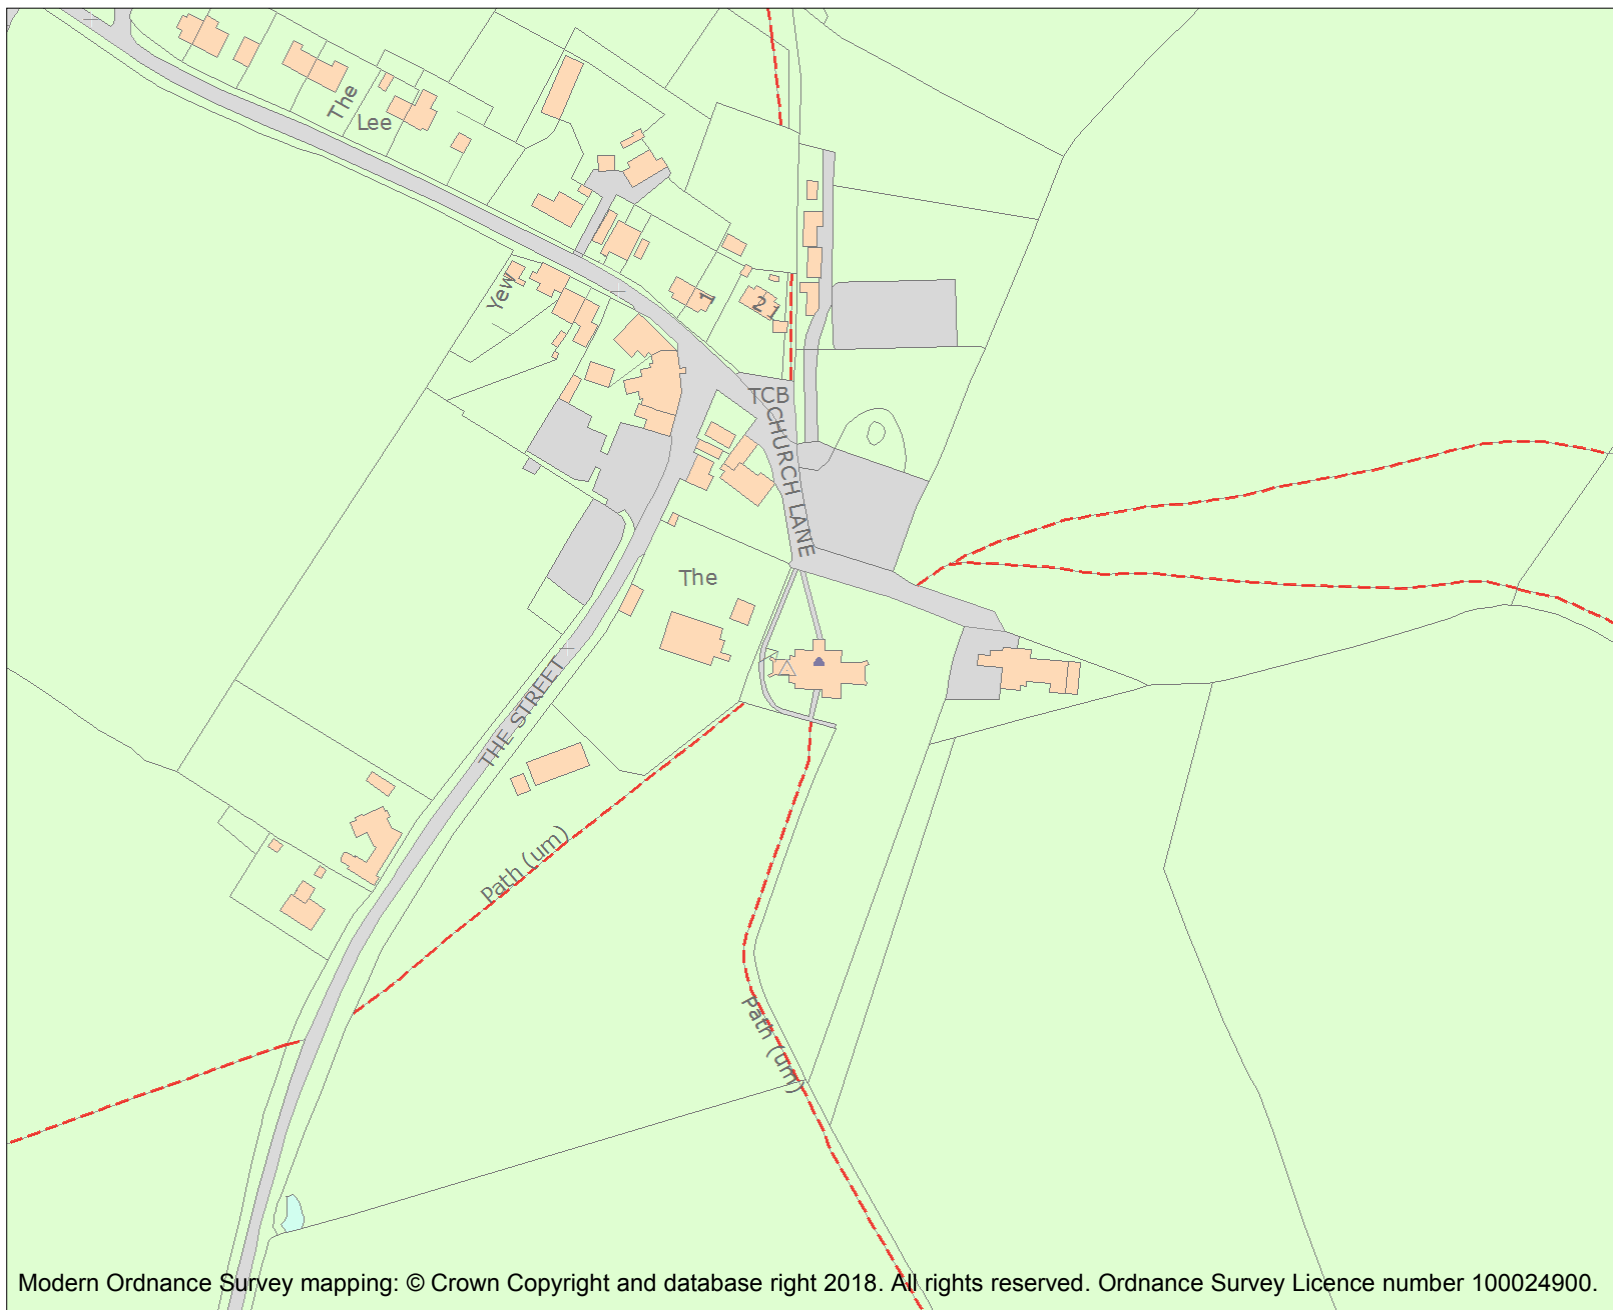 The
Lee
Yew
1
21
TCB
CHURCH LANE
The
THE STREET
Path (um)
Path (um)
Modern Ordnance Survey mapping: © Crown Copyright and database right 2018. All rights reserved. Ordnance Survey Licence number 100024900.